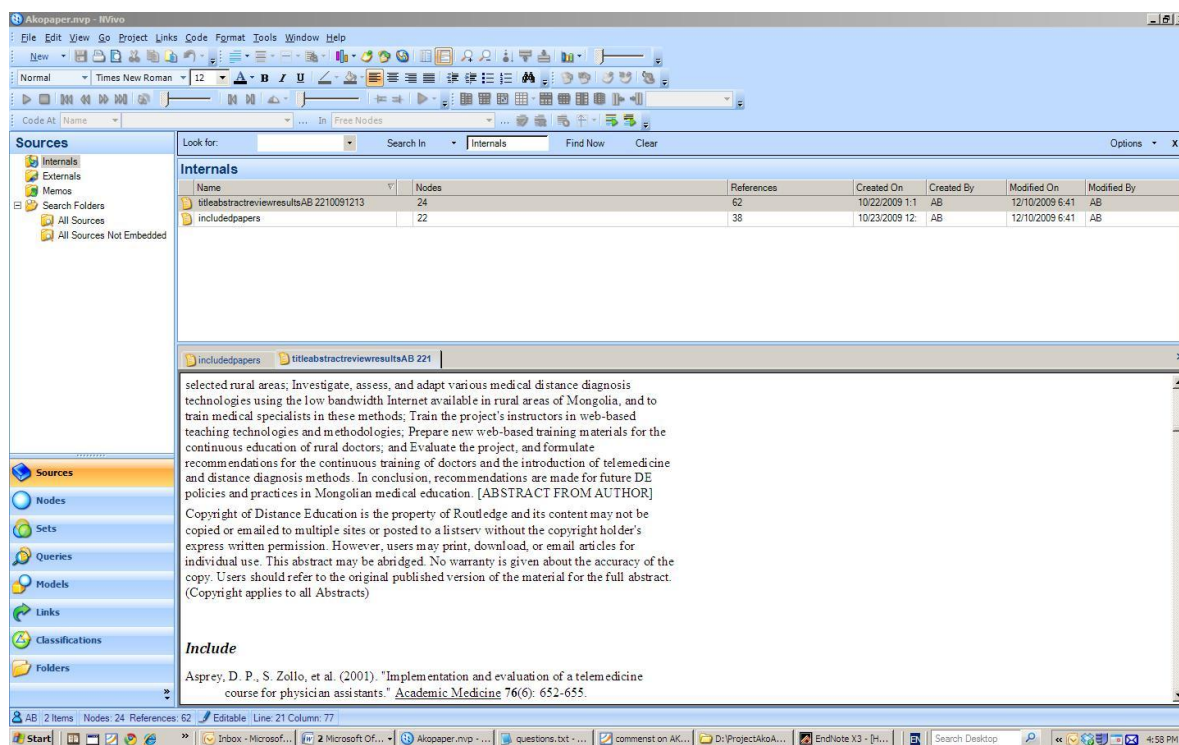 Akopaper.nvp - NVivo
File Edit View Go Project Links Code Format Tools Window Help
New
Normal Times New Roman 12 A B I U
Code At Name ... In Free Nodes ...
Sources
Look for: Search In Internals Find Now Clear Options x
Internals
Externals
Memos
Search Folders
All Sources
All Sources Not Embedded
Internals
Name Nodes References Created On Created By Modified On Modified By
titleabstractreviewresultsAB 2210091213 24 62 10/22/2009 1:1 AB 12/10/2009 6:41 AB
includedpapers 22 38 10/23/2009 12: AB 12/10/2009 6:41 AB
includedpapers titleabstractreviewresultsAB 221
selected rural areas; Investigate, assess, and adapt various medical distance diagnosis
technologies using the low bandwidth Internet available in rural areas of Mongolia, and to
train medical specialists in these methods; Train the project's instructors in web-based
teaching technologies and methodologies; Prepare new web-based training materials for the
continuous education of rural doctors; and Evaluate the project, and formulate
recommendations for the continuous training of doctors and the introduction of telemedicine
and distance diagnosis methods. In conclusion, recommendations are made for future DE
policies and practices in Mongolian medical education. [ABSTRACT FROM AUTHOR]
Copyright of Distance Education is the property of Routledge and its content may not be
copied or emailed to multiple sites or posted to a listserv without the copyright holder's
express written permission. However, users may print, download, or email articles for
individual use. This abstract may be abridged. No warranty is given about the accuracy of the
copy. Users should refer to the original published version of the material for the full abstract.
(Copyright applies to all Abstracts)
Include
Asprey, D. P., S. Zollo, et al. (2001). "Implementation and evaluation of a telemedicine
course for physician assistants." Academic Medicine 76(6): 652-655.
Sources
Nodes
Sets
Queries
Models
Links
Classifications
Folders
AB 2 Items Nodes: 24 References: 62 Editable Line: 21 Column: 77
Start Inbox - Microsof... 2 Microsoft Of... Akopaper.nvp - ... questions.txt - ... commenst on AK... D:\ProjectAkoA... EndNote X3 - [H... EN Search Desktop 4:58 PM